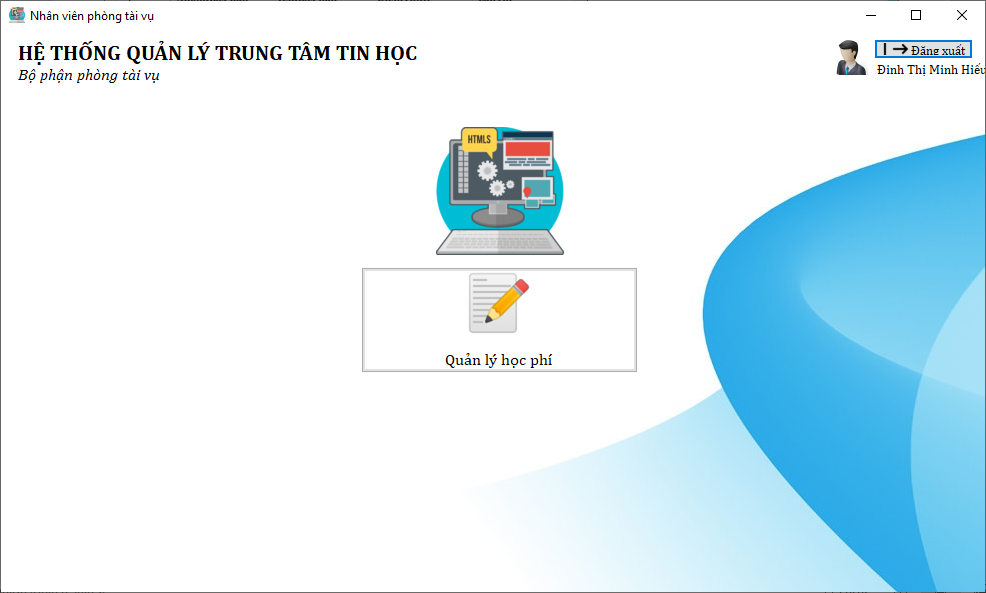 Nhân viên phòng tài vụ
HỆ THỐNG QUẢN LÝ TRUNG TÂM TIN HỌC
Bộ phận phòng tài vụ
Đăng xuất
Đinh Thị Minh Hiếu
HTML5
Quản lý học phí